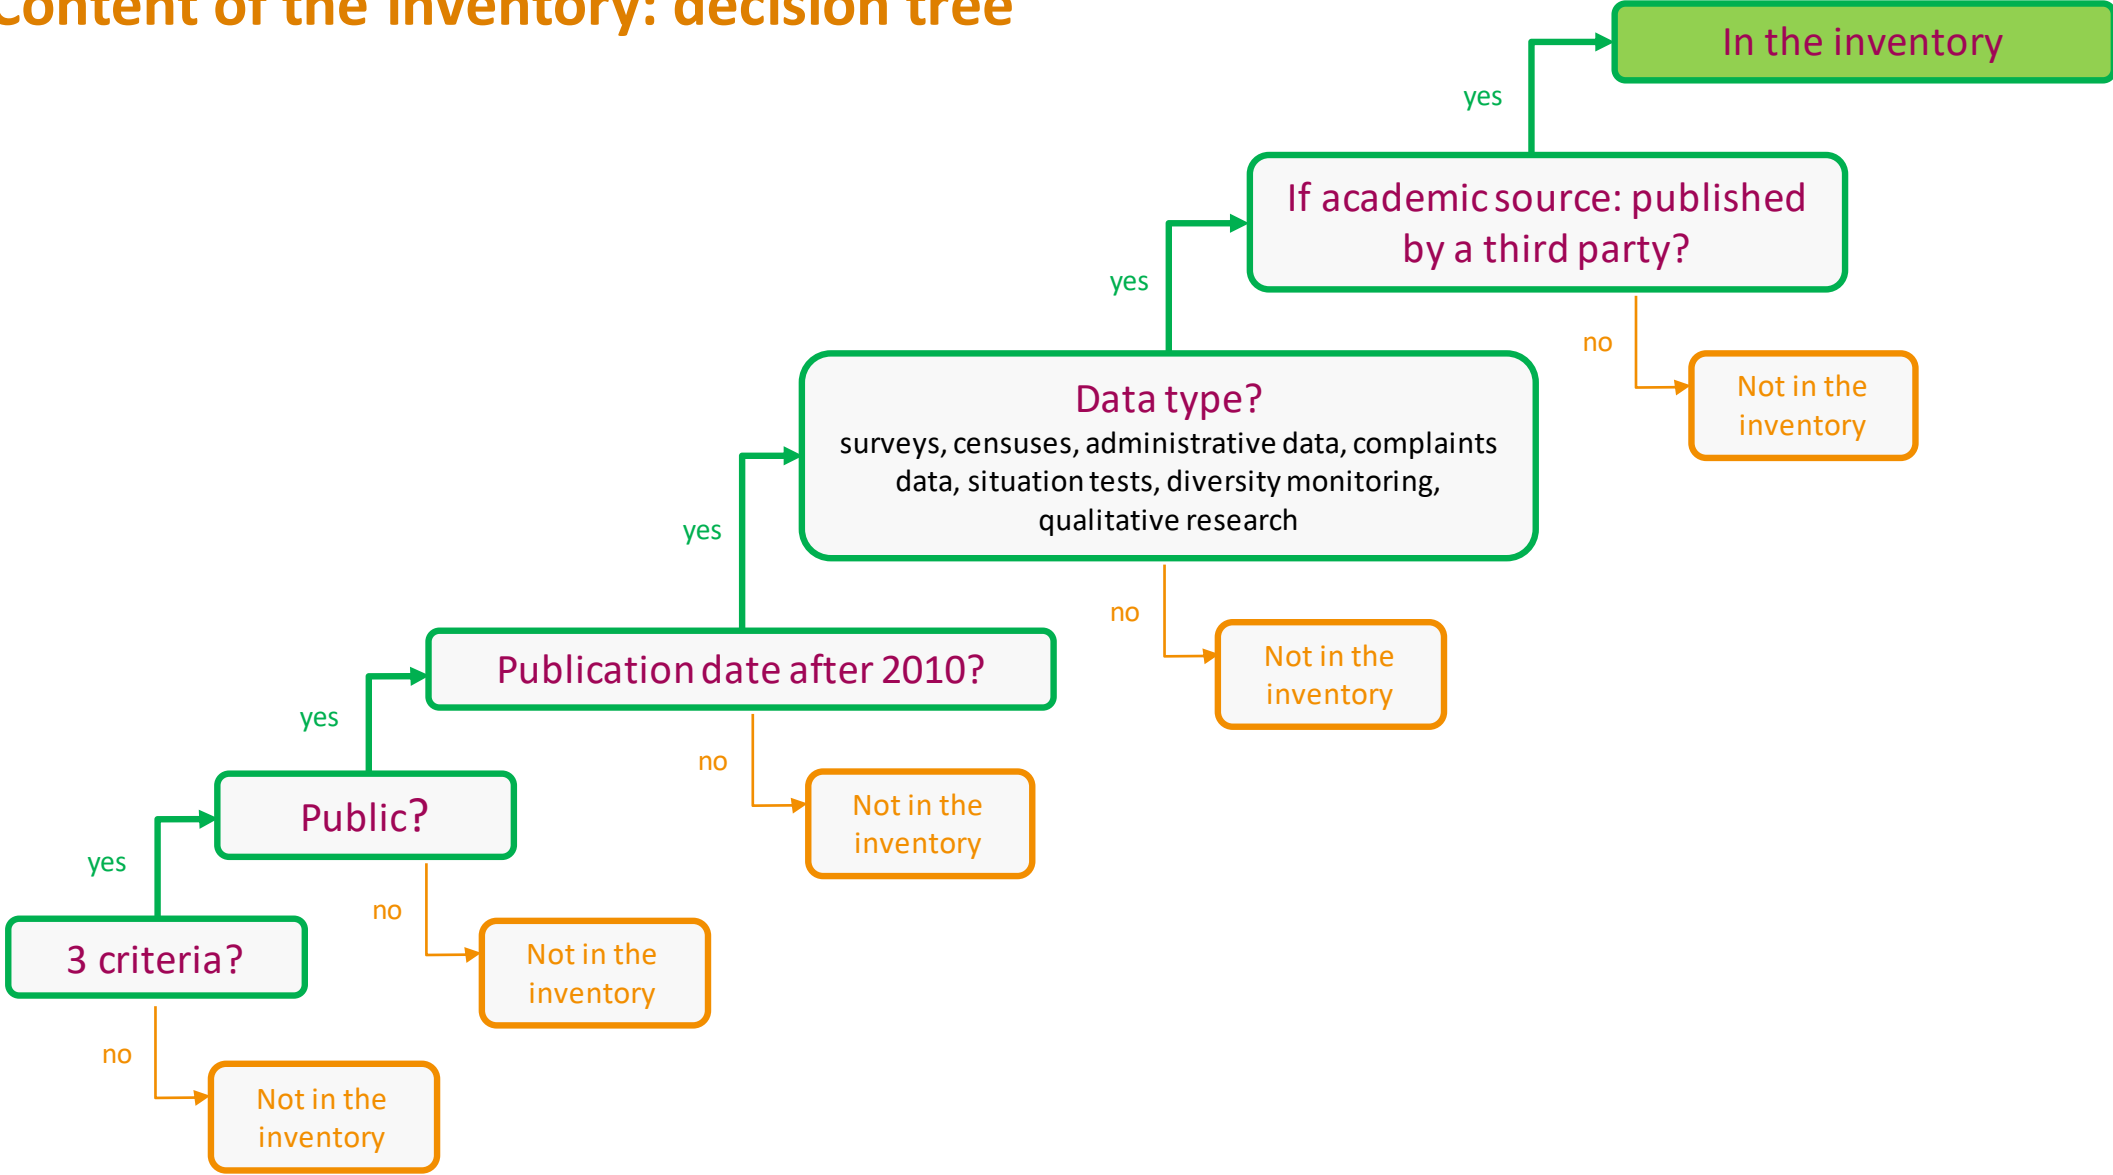 Content of the inventory: decision tree
In the inventory
yes
If academic source: published
by a third party?
yes
no
Not in the
inventory
Data type?
surveys, censuses, administrative data, complaints
data, situation tests, diversity monitoring,
qualitative research
yes
no
Not in the
inventory
Publication date after 2010?
yes
no
Not in the
inventory
Public?
yes
no
Not in the
inventory
3 criteria?
no
Not in the
inventory